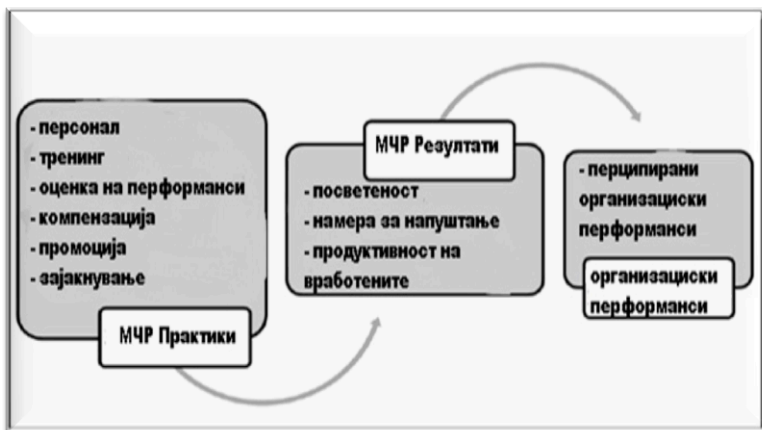 - персонал
- тренинг
- оценка на перформанси
- компензација
- промоција
- зајакнување
МЧР Практики
МЧР Резултати
- посветеност
- намера за напуштање
- продуктивност на
вработените
- перципирани
организациски
перформанси
организациски
перформанси